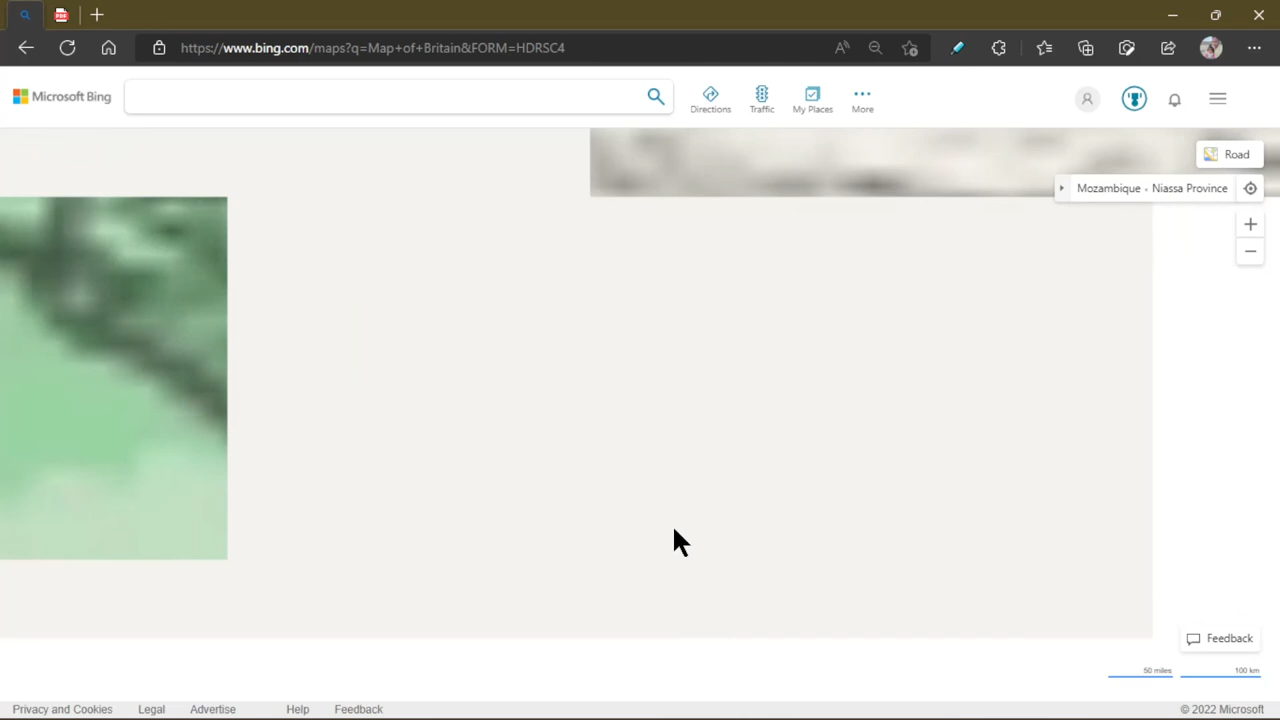 PDF
https://www.bing.com/maps?q=Map+of+Britain&FORM=HDRSC4
Microsoft Bing
Directions
Traffic
My Places
More
Road
Mozambique - Niassa Province
Feedback
50 miles
100 km
Privacy and Cookies
Legal
Advertise
Help
Feedback
© 2022 Microsoft